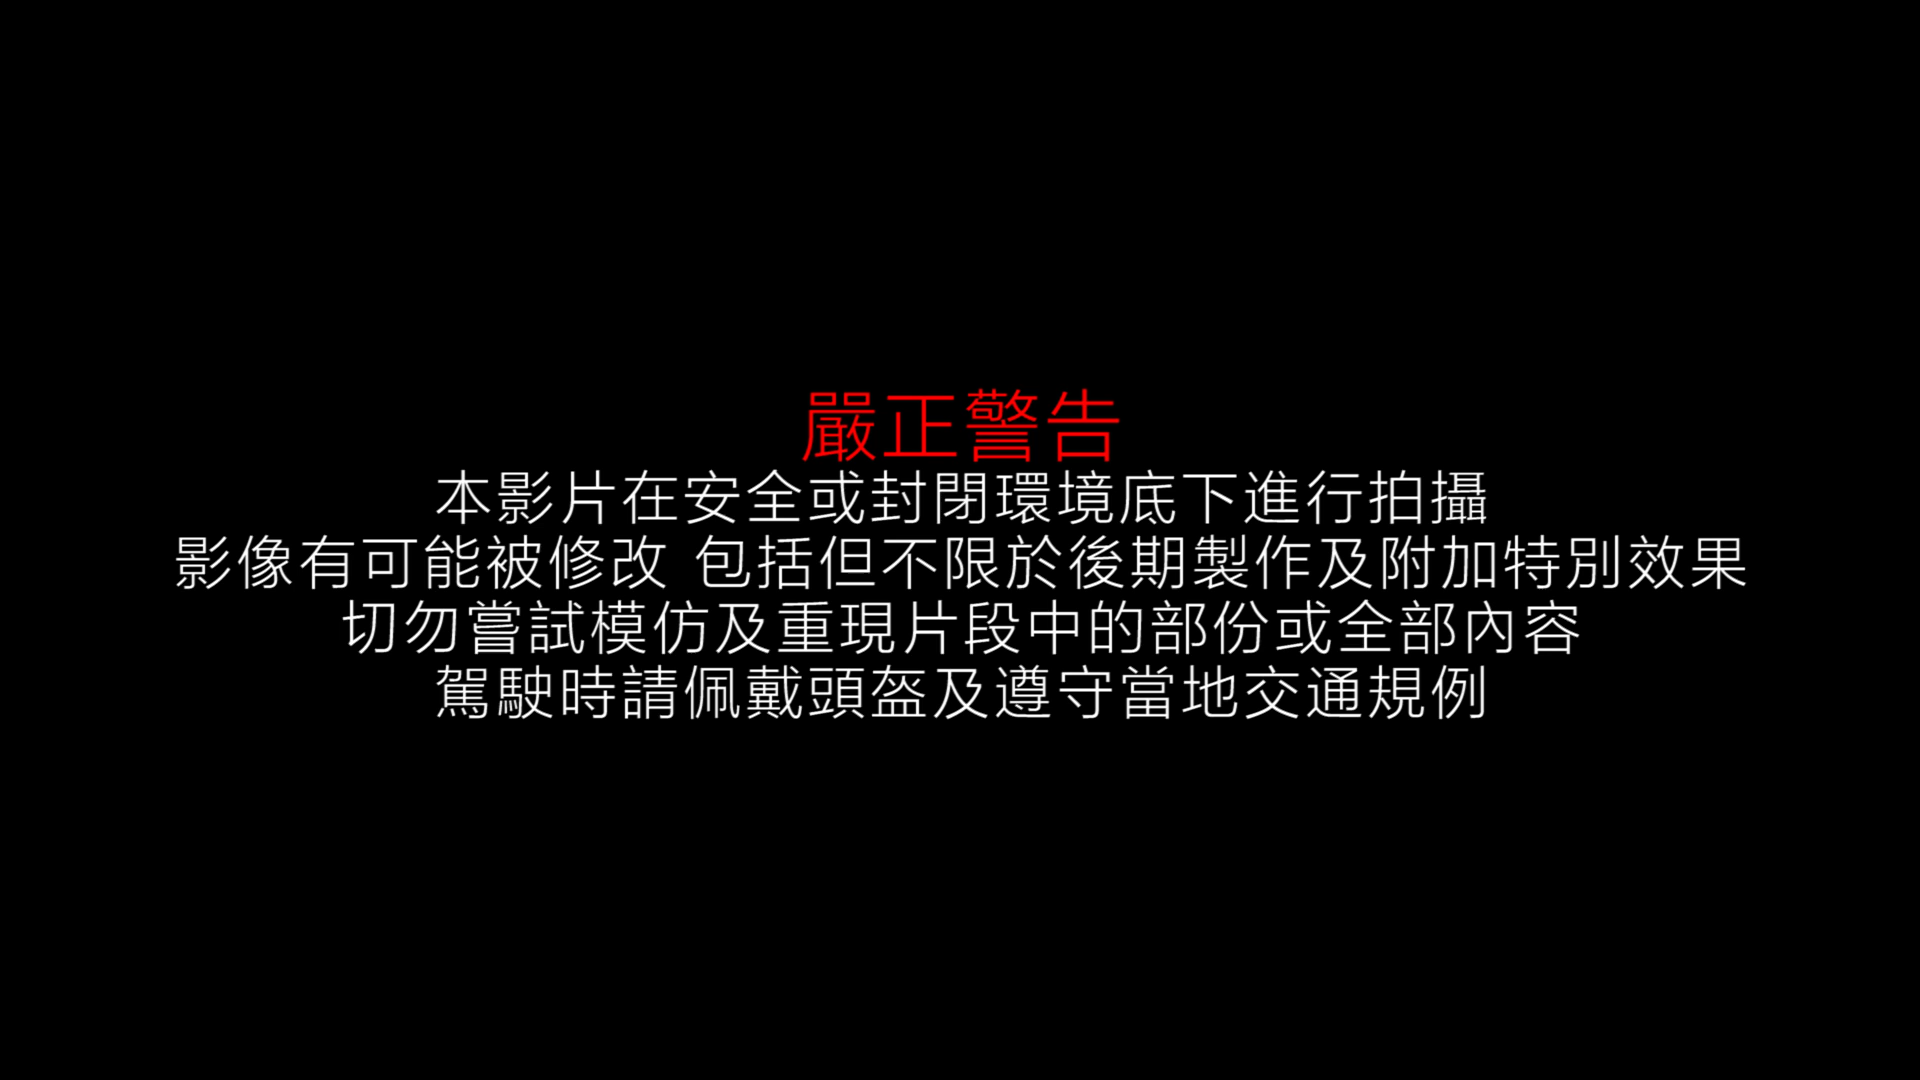 嚴正警告
本影片在安全或封閉環境底下進行拍攝
影像有可能被修改 包括但不限於後期製作及附加特別效果
切勿嘗試模仿及重現片段中的部份或全部內容
駕駛時請佩戴頭盔及遵守當地交通規例